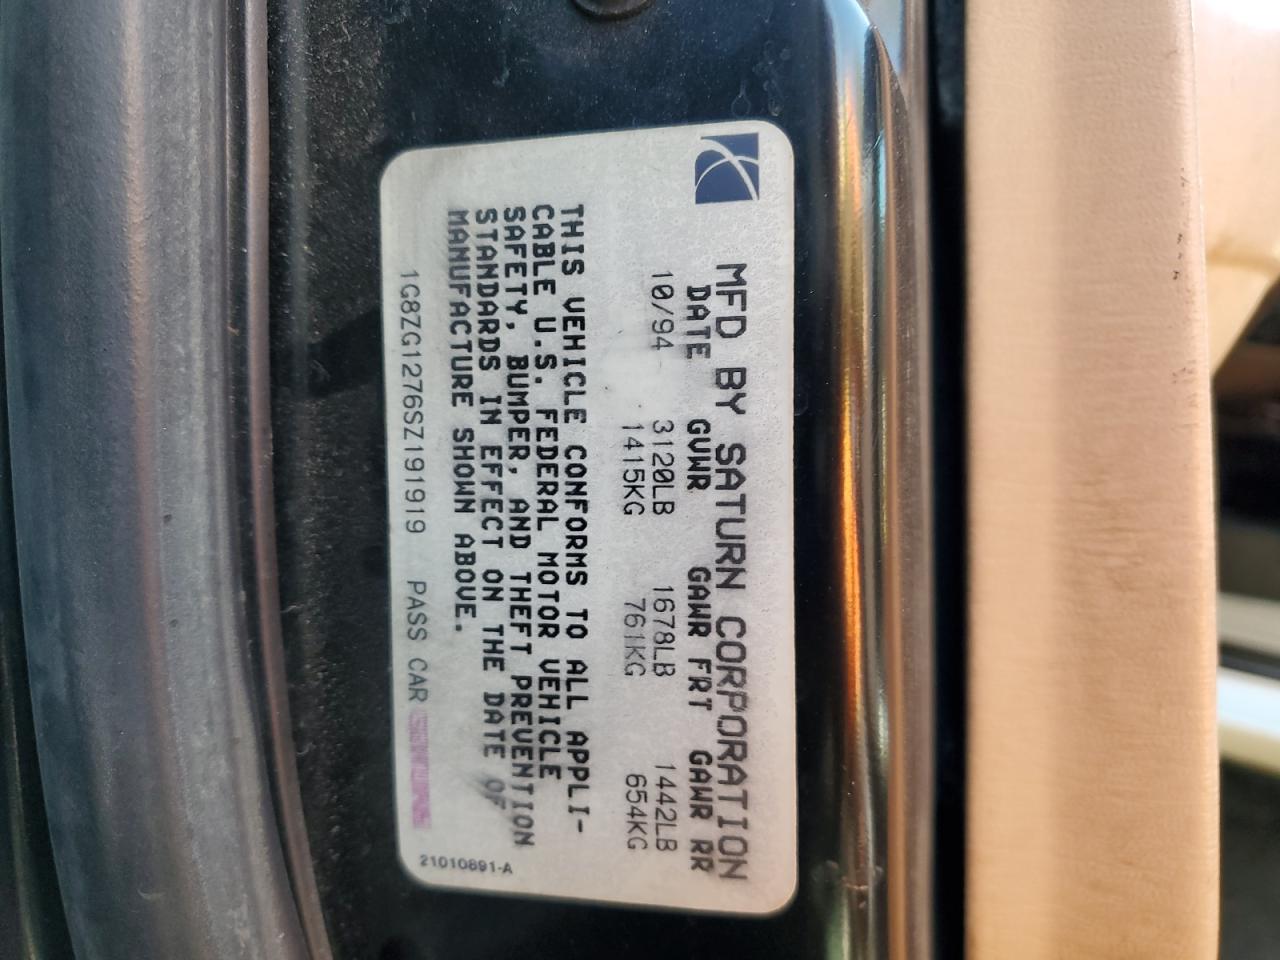 MFD BY SATURN CORPORATION
DATE GVWR GAWR FRT GAWR RR
10/94 3120LB 1678LB 1442LB
1415KG 761KG 654KG
THIS VEHICLE CONFORMS TO ALL APPLI-
CABLE U.S. FEDERAL MOTOR VEHICLE
SAFETY, BUMPER, AND THEFT PREVENTION
STANDARDS IN EFFECT ON THE DATE OF
MANUFACTURE SHOWN ABOVE.
1G8ZG1276SZ191919 PASS CAR
21010891-A